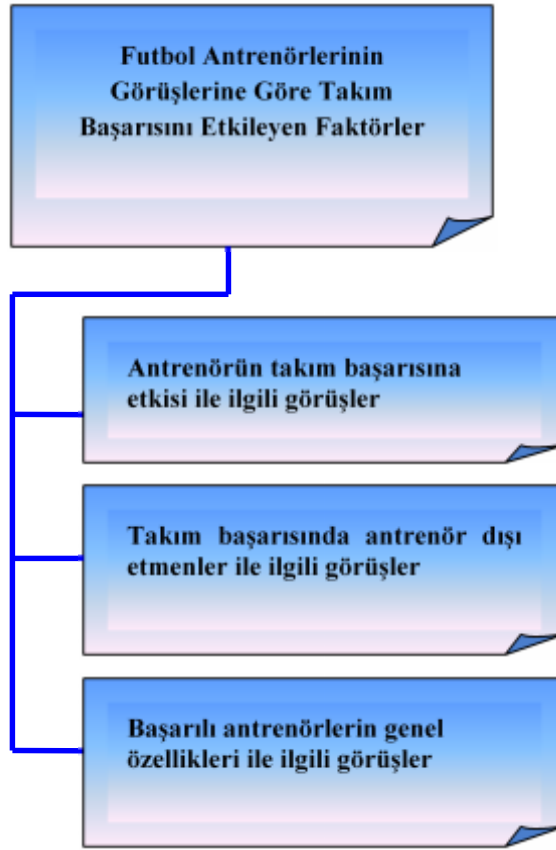 Futbol Antrenörlerinin
Görüşlerine Göre Takım
Başarısını Etkileyen Faktörler
Antrenörün takım başarısına
etkisi ile ilgili görüşler
Takım başarısında antrenör dışı
etmenler ile ilgili görüşler
Başarılı antrenörlerin genel
özellikleri ile ilgili görüşler